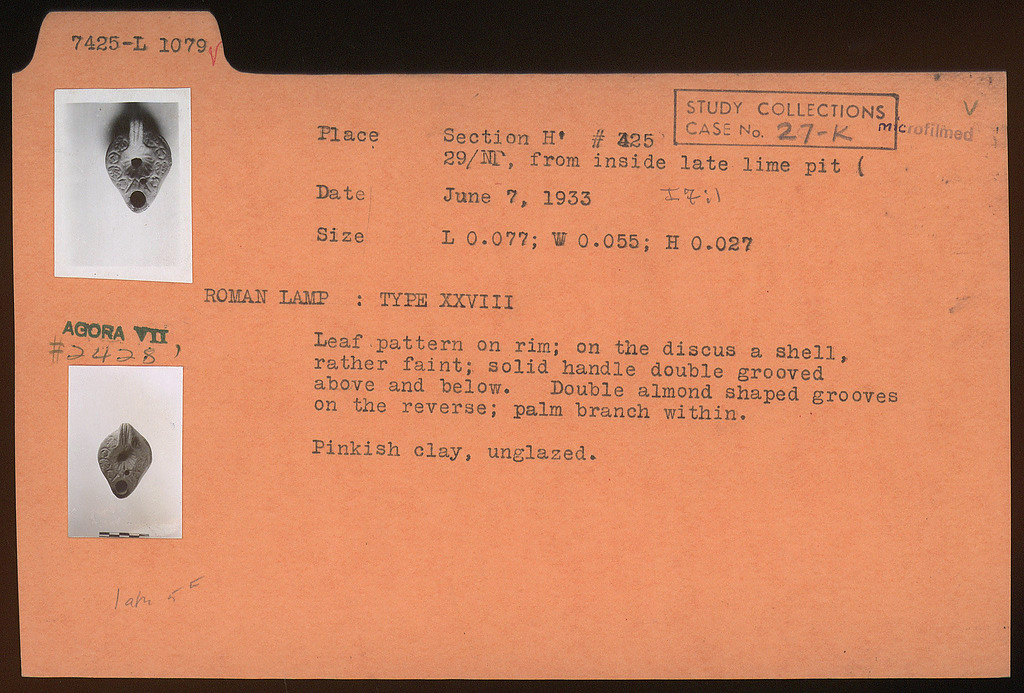 7425-L 1079
STUDY COLLECTIONS
CASE No. 27-K
microfilmed
Place Section H' # 425
29/, from inside late lime pit (
Date June 7, 1933
Size L 0.077; W 0.055; H 0.027
ROMAN LAMP : TYPE XXVIII
AGORA VII
#2428
Leaf pattern on rim; on the discus a shell,
rather faint; solid handle double grooved
above and below. Double almond shaped grooves
on the reverse; palm branch within.
Pinkish clay, unglazed.
late 5